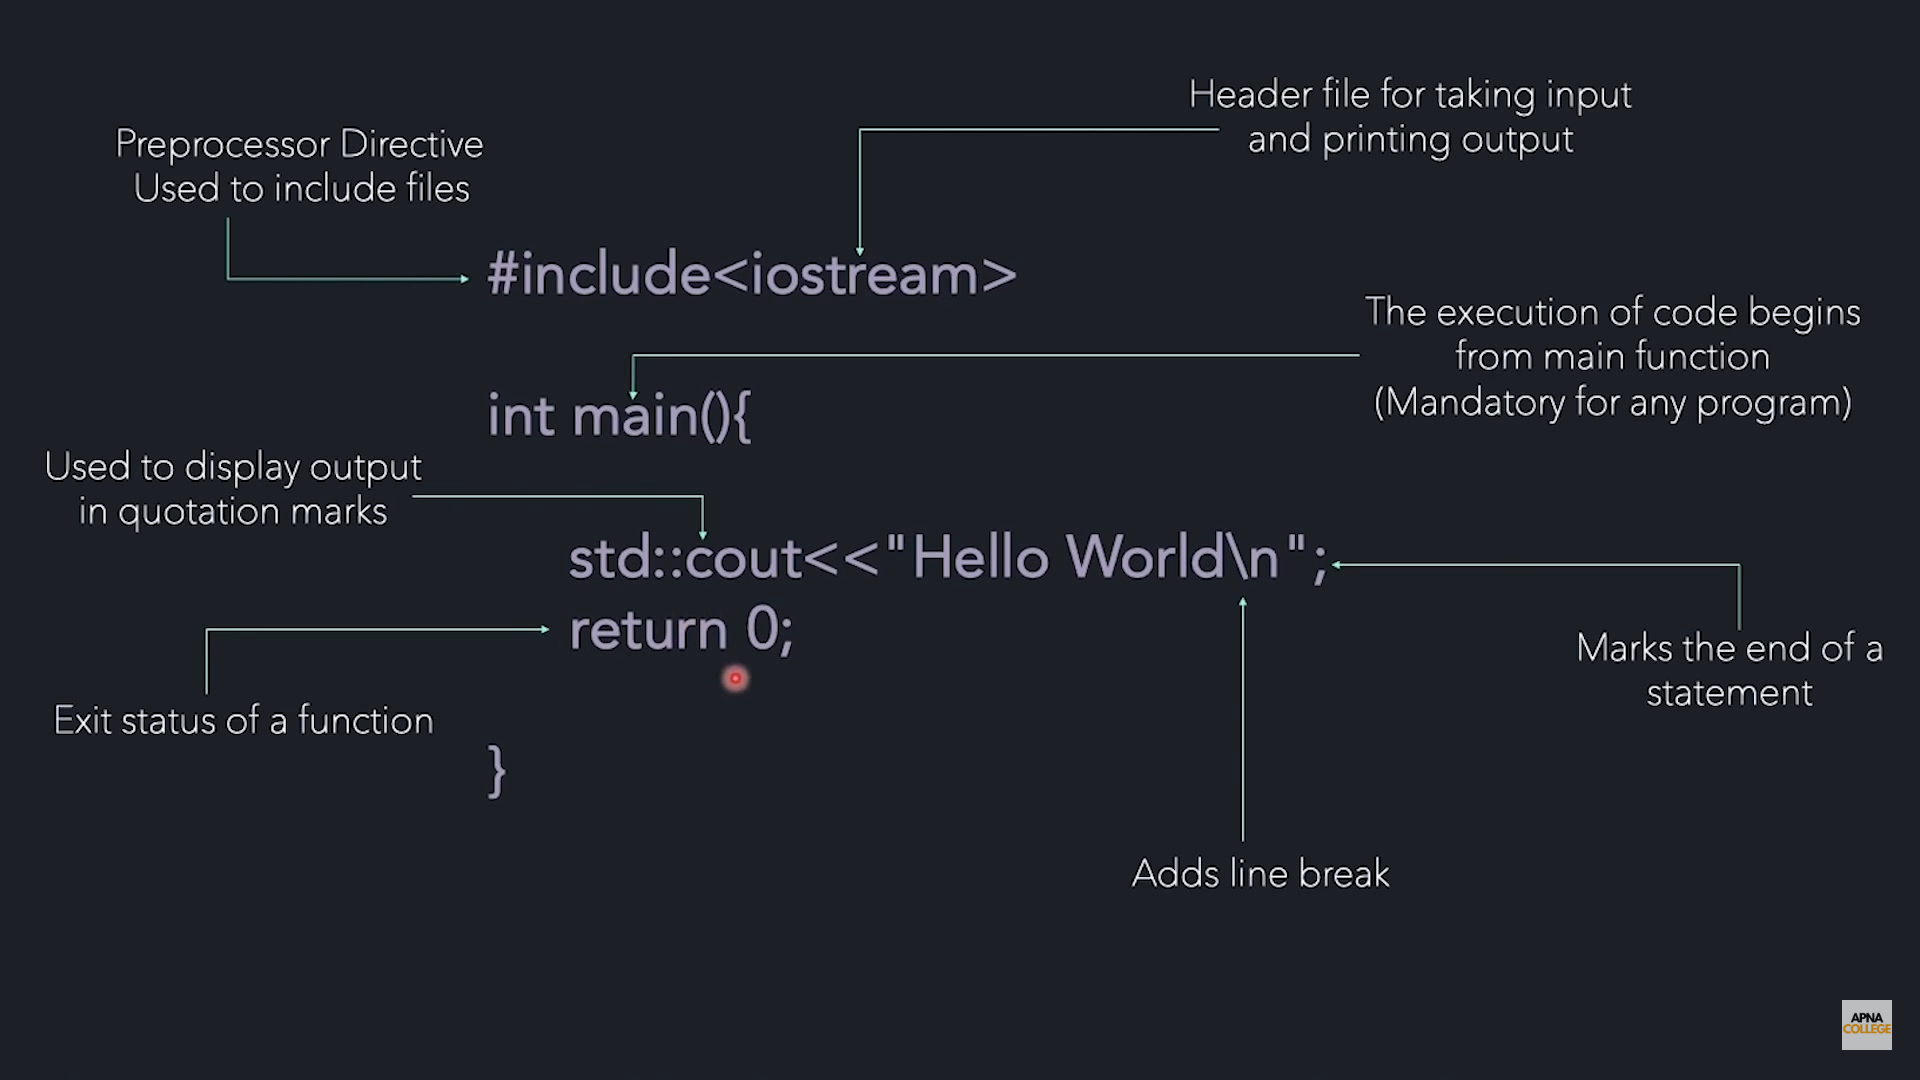 Header file for taking input
and printing output
Preprocessor Directive
Used to include files
#include<iostream>
The execution of code begins
from main function
(Mandatory for any program)
int main(){
Used to display output
in quotation marks
std::cout<<"Hello World\n";
return 0;
Marks the end of a
statement
Exit status of a function
}
Adds line break
APNA
COLLEGE